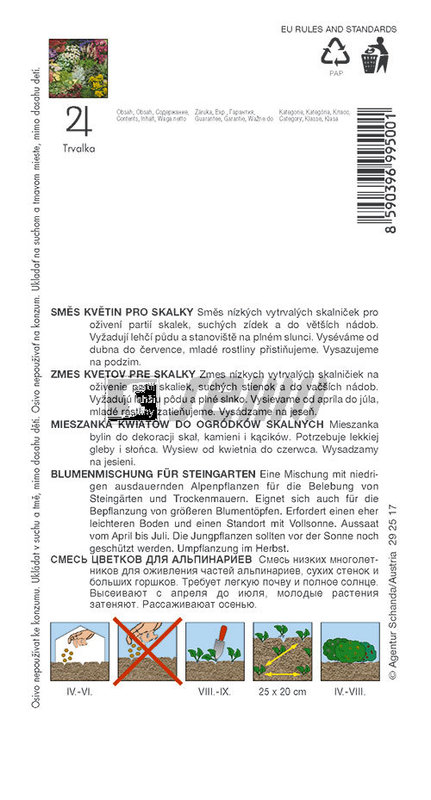 EU RULES AND STANDARDS
PAP
Trvalka
Obsah, Obsah, Содержание,
Contents, Inhalt, Waga netto
Záruka, Exp., Гарантия,
Guarantee, Garantie, Ważne do
Kategorie, Kategória, Класс,
Category, Klasse, Klasa
8590396995001
Osivo nepoužívat ke konzumu. Ukládat v suchu a tmě, mimo dosahu dětí. Osivo nepoužívať na konzum. Ukladať na suchom a tmavom mieste, mimo dosahu detí.
SMĚS KVĚTIN PRO SKALKY Směs nízkých vytrvalých skalniček pro
oživení partií skalek, suchých zídek a do větších nádob.
Vyžadují lehčí půdu a stanoviště na plném slunci. Vyséváme od
dubna do července, mladé rostliny přistiňujeme. Vysazujeme
na podzim.
ZMES KVETOV PRE SKALKY Zmes nízkych vytrvalých skalničiek na
oživenie partií skaliek, suchých stienok a do väčších nádob.
Vyžadujú ľahšiu pôdu a plné slnko. Vysievame od apríla do júla,
mladé rostliny zatieňujeme. Vysádzame na jeseň.
MIESZANKA KWIATÓW DO OGRÓDKÓW SKALNYCH Mieszanka
bylin do dekoracji skał, kamieni i kącików. Potrzebuje lekkiej
gleby i słońca. Wysiew od kwietnia do czerwca. Wysadzamy
na jesieni.
BLUMENMISCHUNG FÜR STEINGARTEN Eine Mischung mit niedri-
gen ausdauernden Alpenpflanzen für die Belebung von
Steingärten und Trockenmauern. Eignet sich auch für die
Bepflanzung von größeren Blumentöpfen. Erfordert einen eher
leichteren Boden und einen Standort mit Vollsonne. Aussaat
vom April bis Juli. Die Jungpflanzen sollten vor der Sonne noch
geschützt werden. Umpflanzung im Herbst.
СМЕСЬ ЦВЕТКОВ ДЛЯ АЛЬПИНАРИЕВ Смесь низких многолет-
ников для оживления частей альпинариев, сухих стенок и
больших горшков. Требует легкую почву и полное солнце.
Высеивают с апреля до июля, молодые растения
затеняют. Рассаживают осенью.
IV.-VI.
VIII.-IX.
25 x 20 cm
IV.-VIII.
© Agentur Schanda/Austria 29 25 17